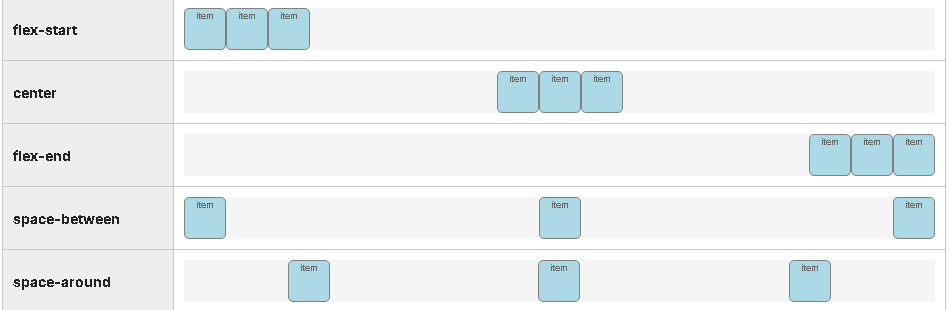 flex-start item item item
center item item item
flex-end item item item
space-between item item item
space-around item item item